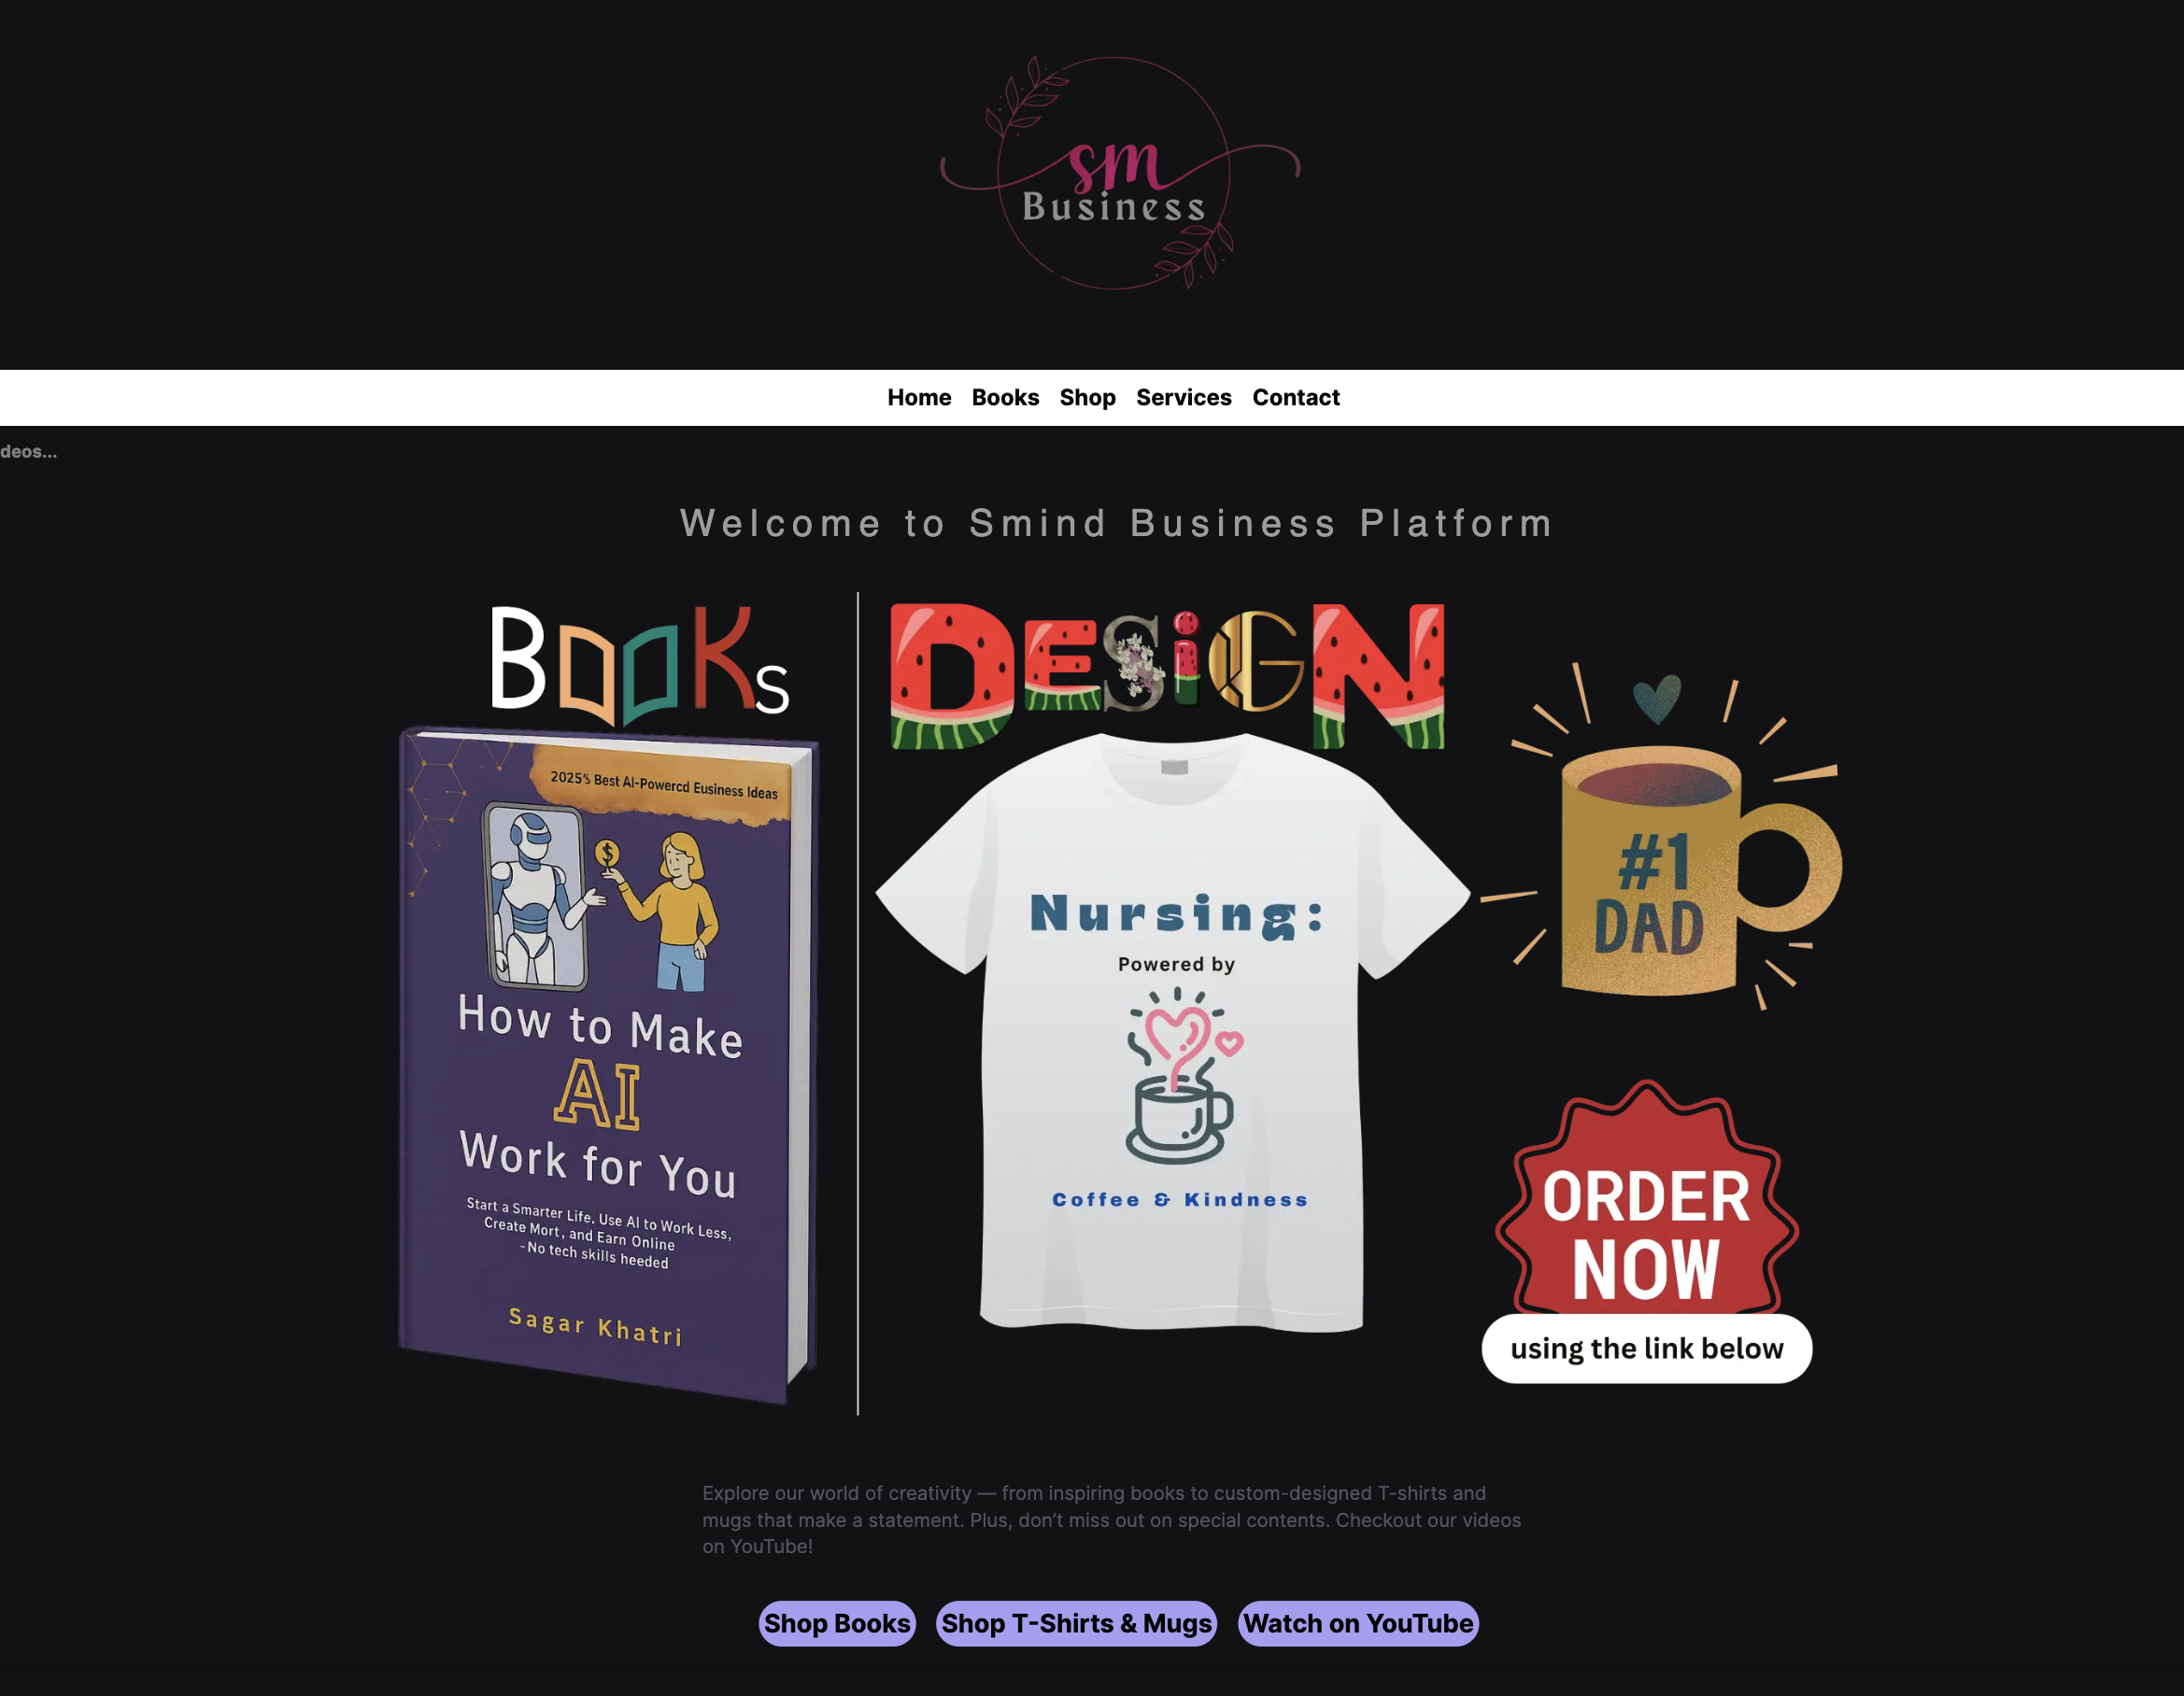 sm
Business
Home Books Shop Services Contact
deos...
Welcome to Smind Business Platform
BOOKs
DESiGN
2025's Best AI-Powercd Eusiness Ideas
$
How to Make
AI
Work for You
Start a Smarter Life. Use AI to Work Less,
Create Mort, and Earn Online
-No tech skills heeded
Sagar Khatri
Nursing:
Powered by
Coffee & Kindness
#1
DAD
ORDER
NOW
using the link below
Explore our world of creativity — from inspiring books to custom-designed T-shirts and
mugs that make a statement. Plus, don’t miss out on special contents. Checkout our videos
on YouTube!
Shop Books Shop T-Shirts & Mugs Watch on YouTube